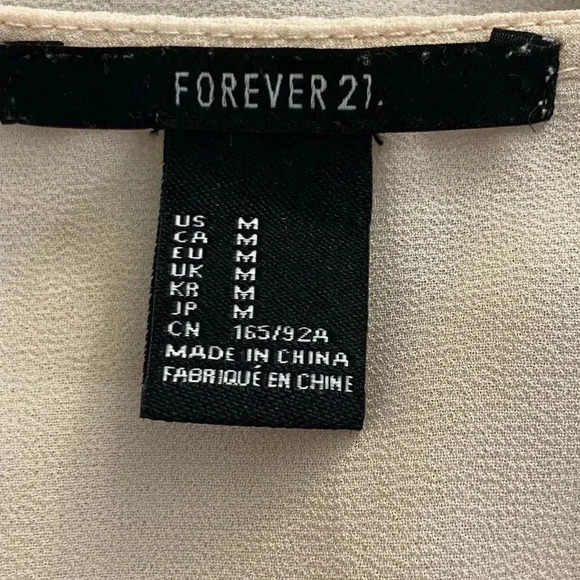 FOREVER 21.
US M
CA M
EU M
UK M
KR M
JP M
CN 165/92A
MADE IN CHINA
FABRIQUÉ EN CHINE